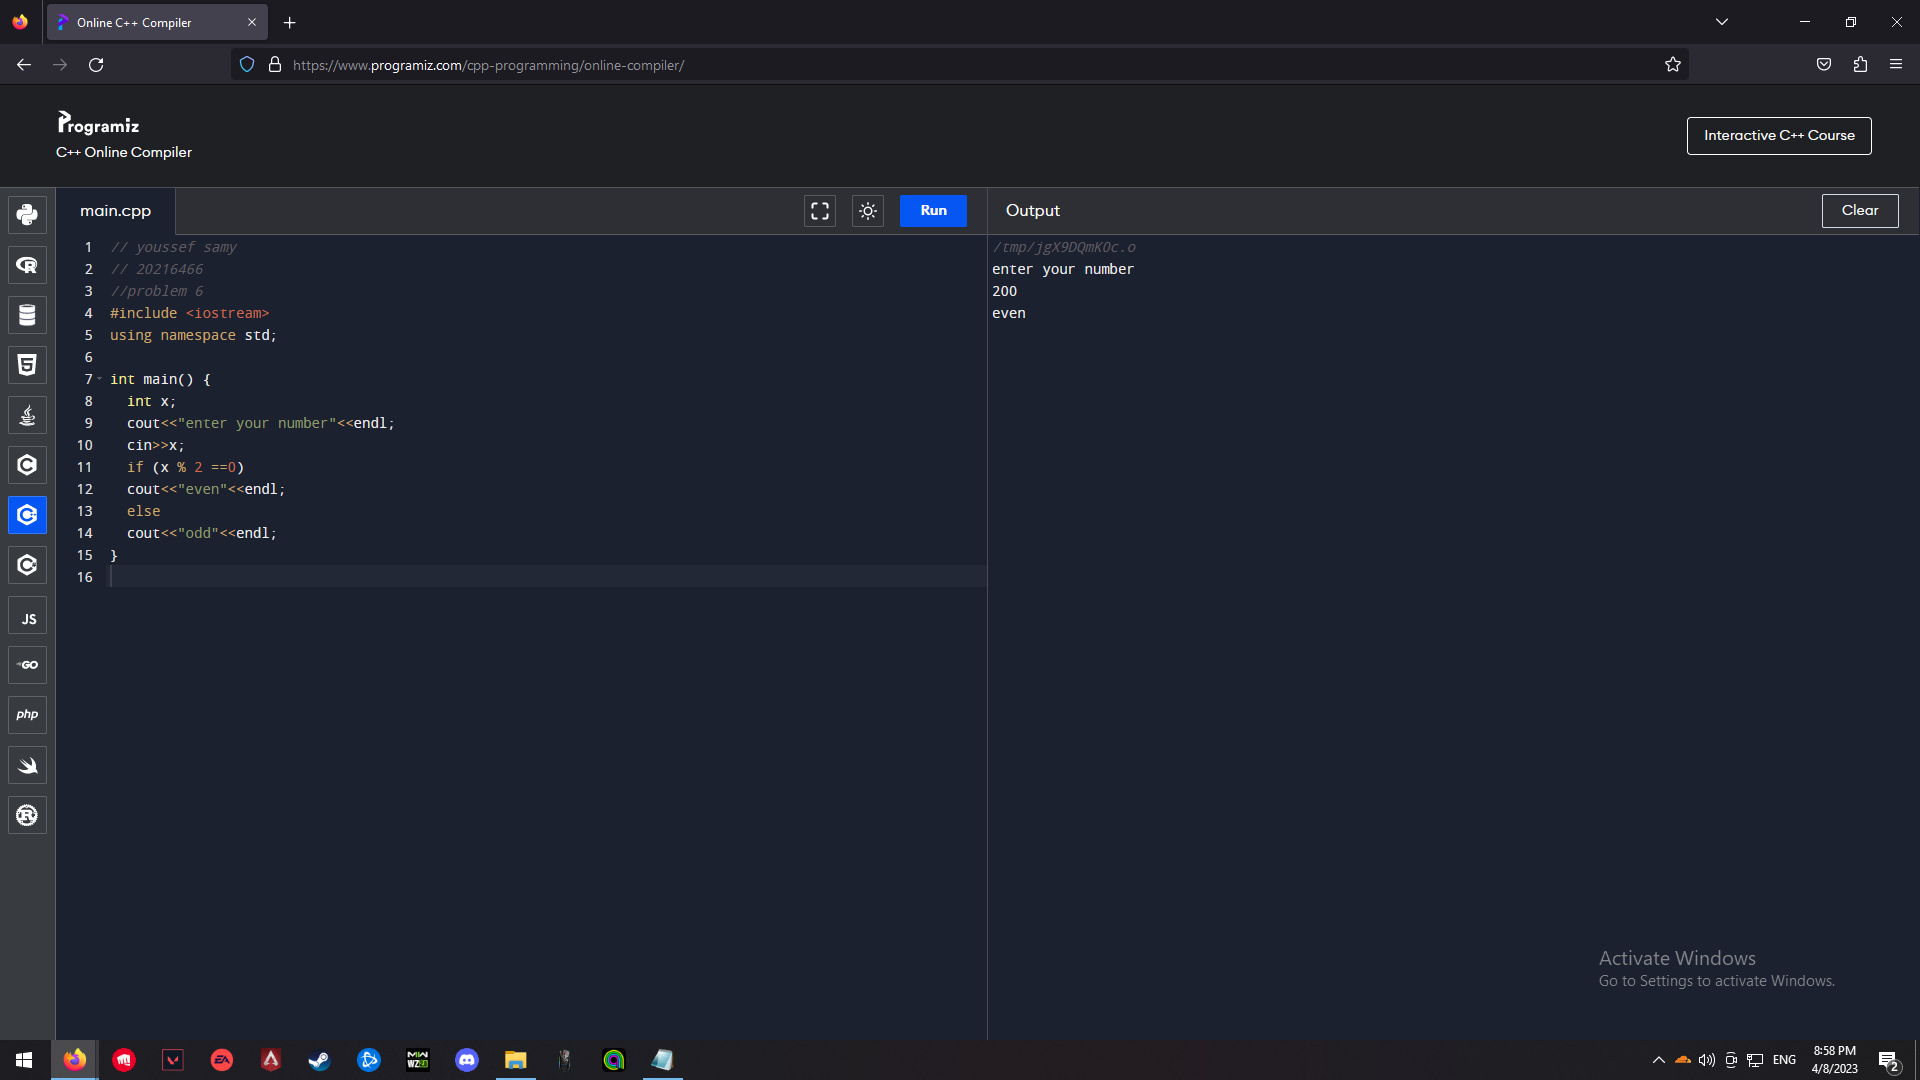 Online C++ Compiler
https://www.programiz.com/cpp-programming/online-compiler/
Programiz
C++ Online Compiler
Interactive C++ Course
main.cpp
Run
Output
Clear
1 // youssef samy
2 // 20216466
3 //problem 6
4 #include <iostream>
5 using namespace std;
6
7 int main() {
8 int x;
9 cout<<"enter your number"<<endl;
10 cin>>x;
11 if (x % 2 ==0)
12 cout<<"even"<<endl;
13 else
14 cout<<"odd"<<endl;
15 }
16
/tmp/jgX9DQmKOc.o
enter your number
200
even
JS
GO
php
Activate Windows
Go to Settings to activate Windows.
EA
MW
WZ2.0
ENG
8:58 PM
4/8/2023
2